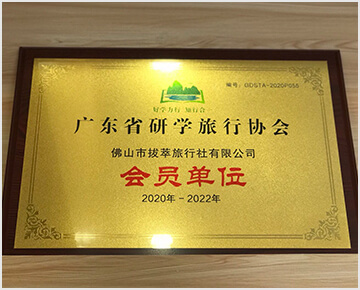 好学力行 旅行合一
编号：GDSTA-2020P055
广东省研学旅行协会
佛山市拔萃旅行社有限公司
会员单位
2020年-2022年